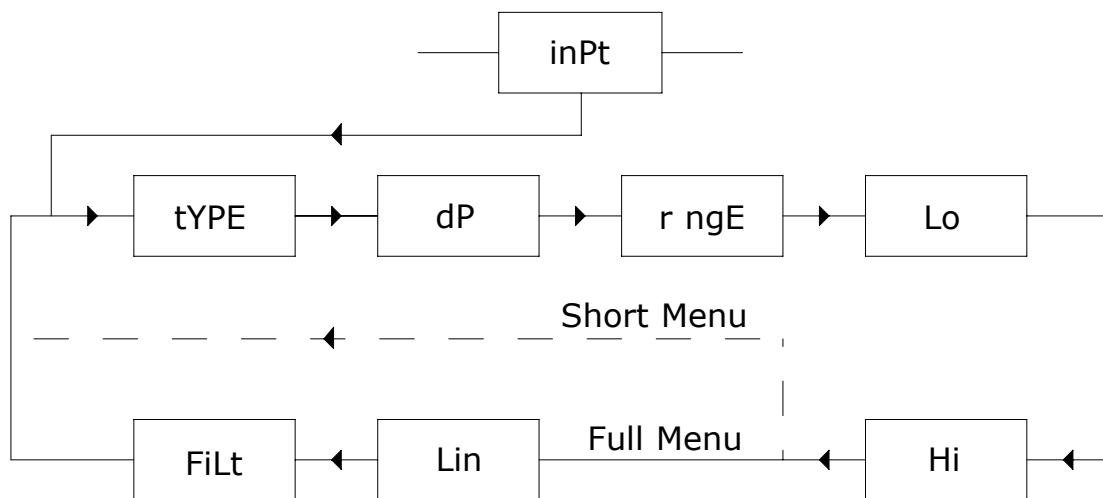 inPt
tYPE
dP
r ngE
Lo
Short Menu
FiLt
Lin
Full Menu
Hi